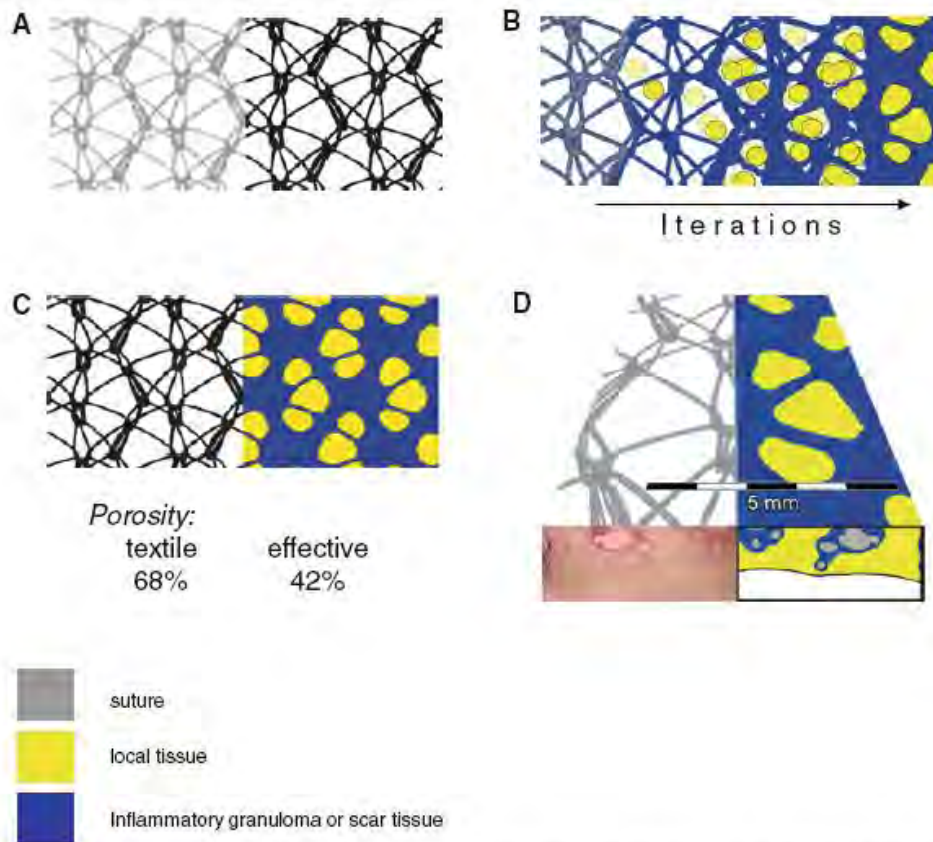 A
B
Iterations
C
Porosity:
textile effective
68% 42%
D
5 mm
suture
local tissue
Inflammatory granuloma or scar tissue